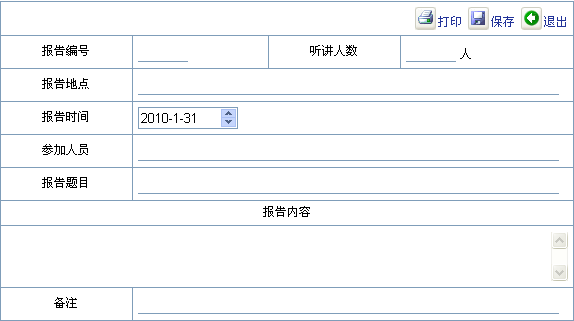 打印 保存 退出
报告编号 听讲人数 人
报告地点
报告时间 2010-1-31
参加人员
报告题目
报告内容
备注